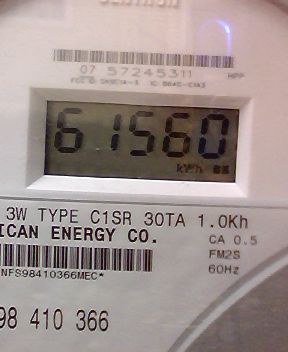 07 57245311 HPP
61560
kWh
3W TYPE C1SR 30TA 1.0Kh
ICAN ENERGY CO.
CA 0.5
FM2S
60Hz
NFS98410366MEC*
98 410 366